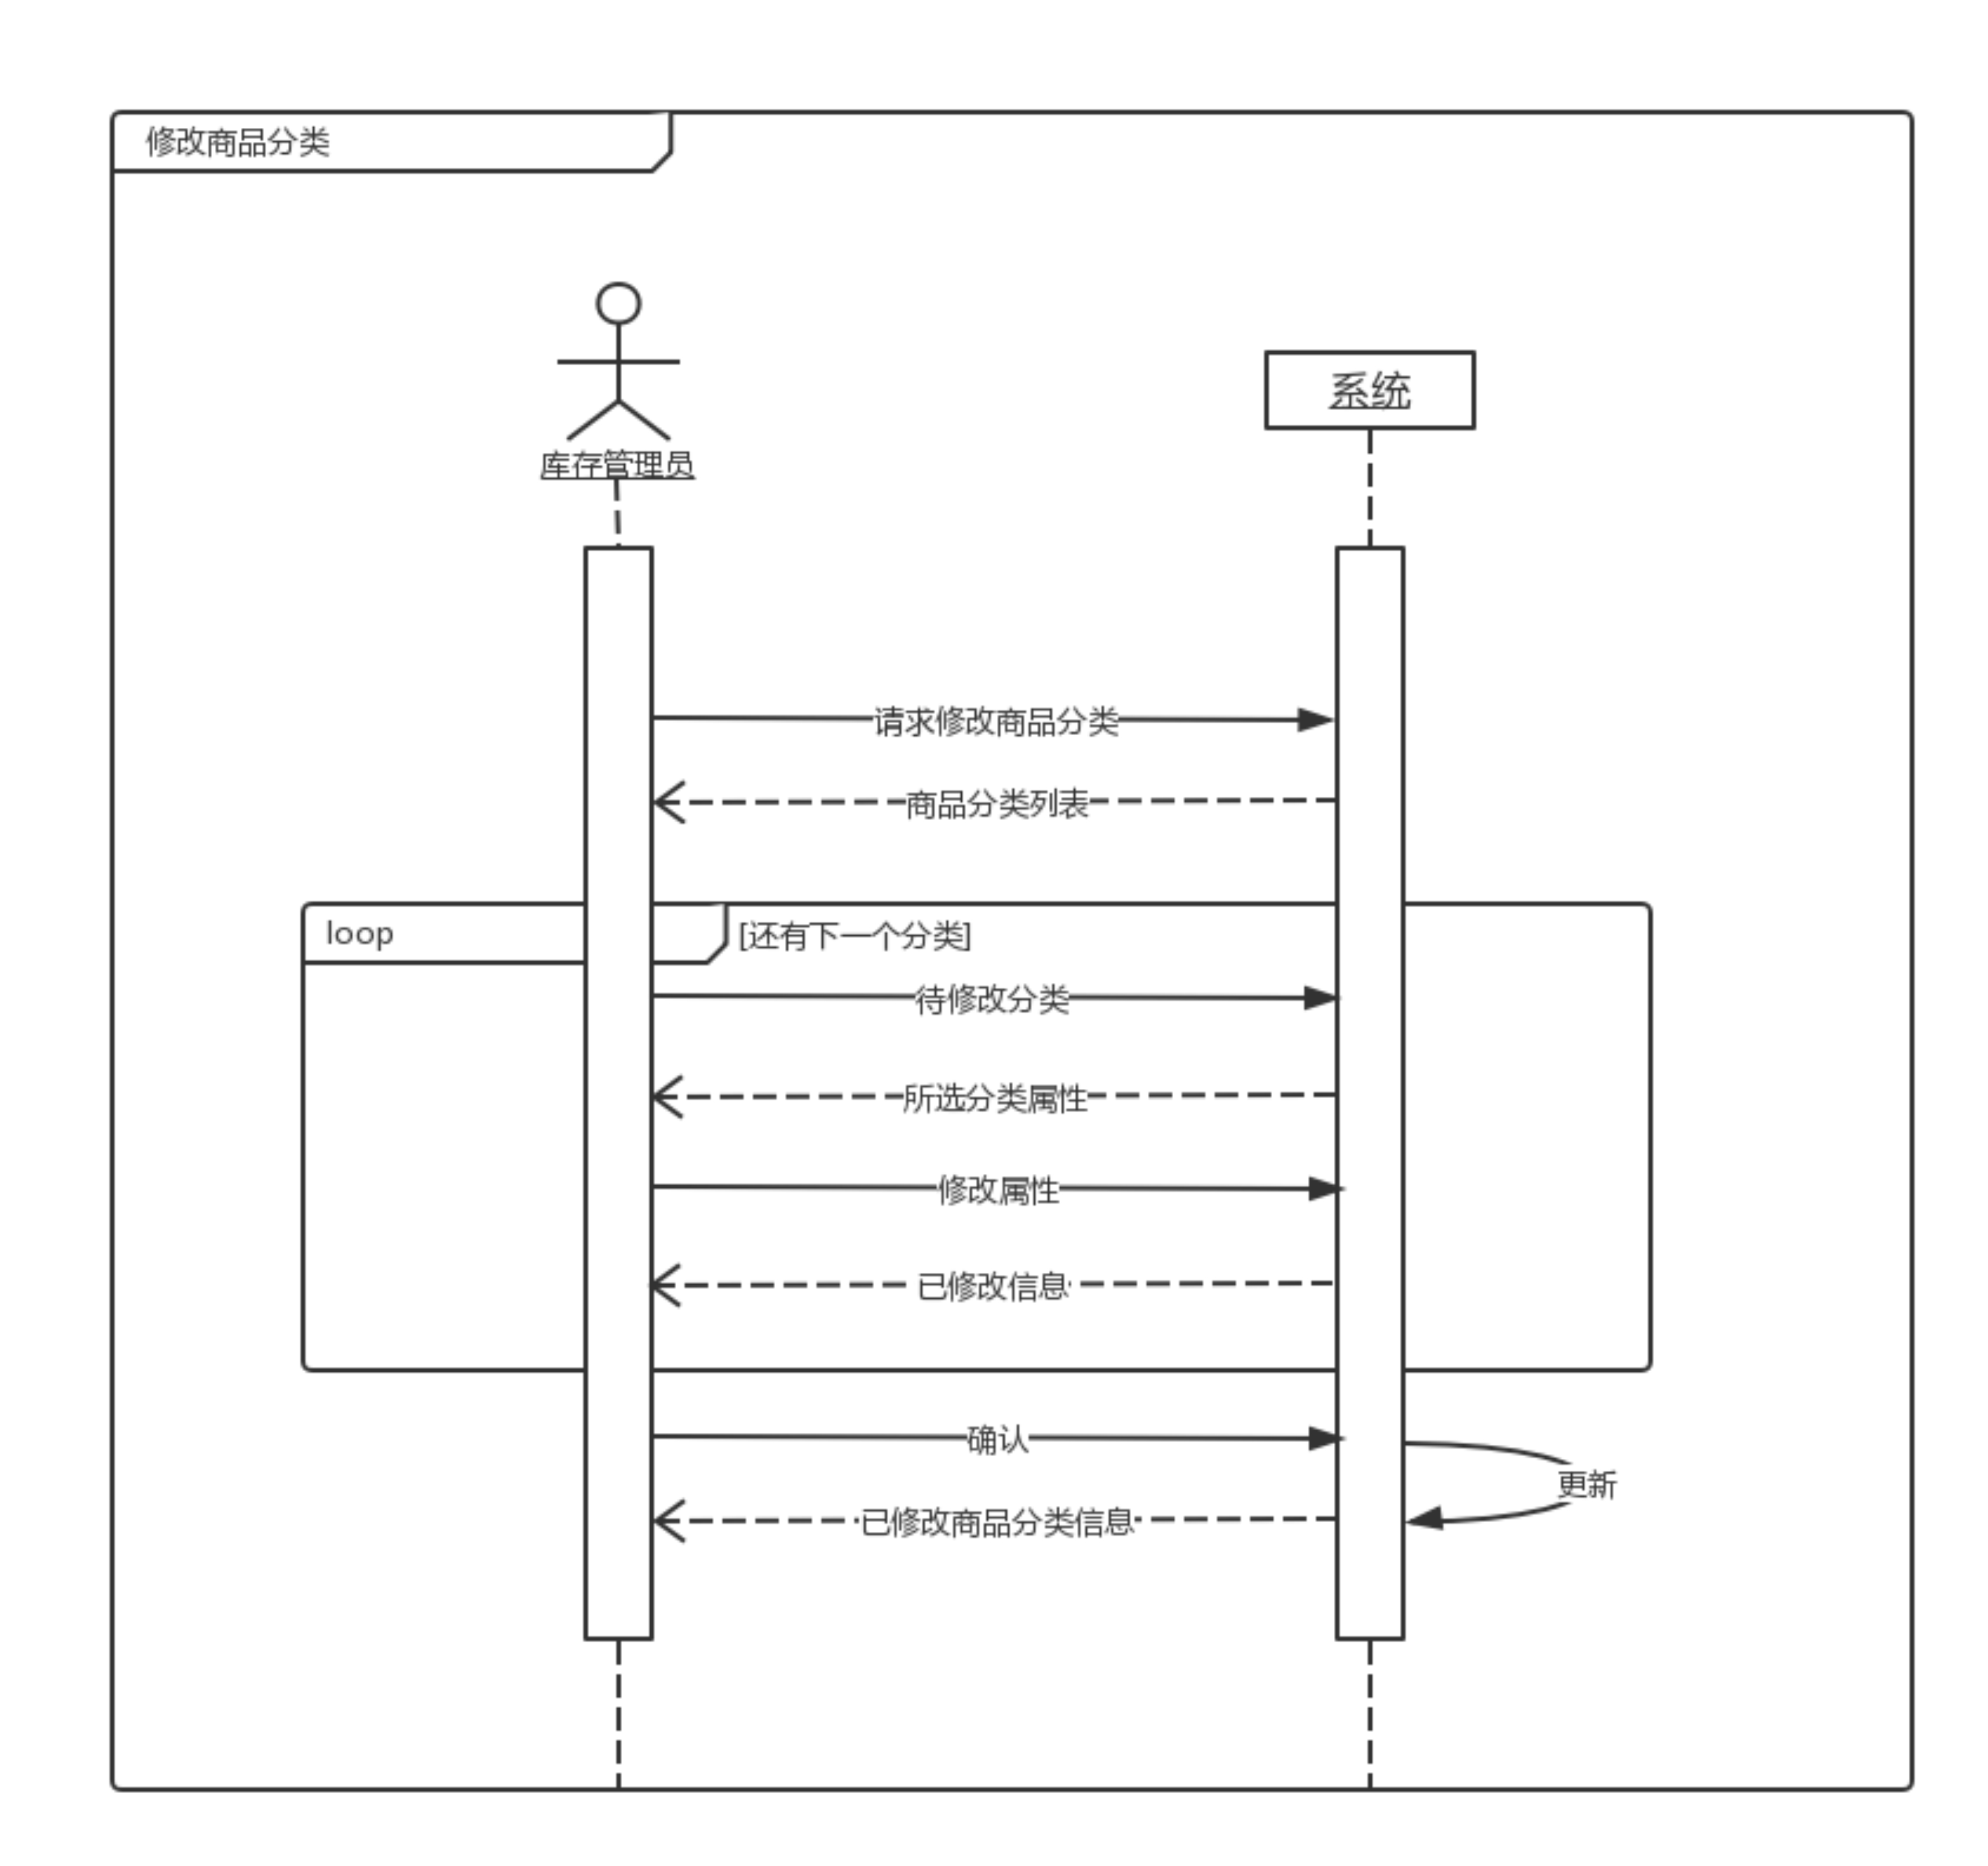 修改商品分类
系统
库存管理员
请求修改商品分类
商品分类列表
loop
[还有下一个分类]
待修改分类
所选分类属性
修改属性
已修改信息
确认
更新
已修改商品分类信息